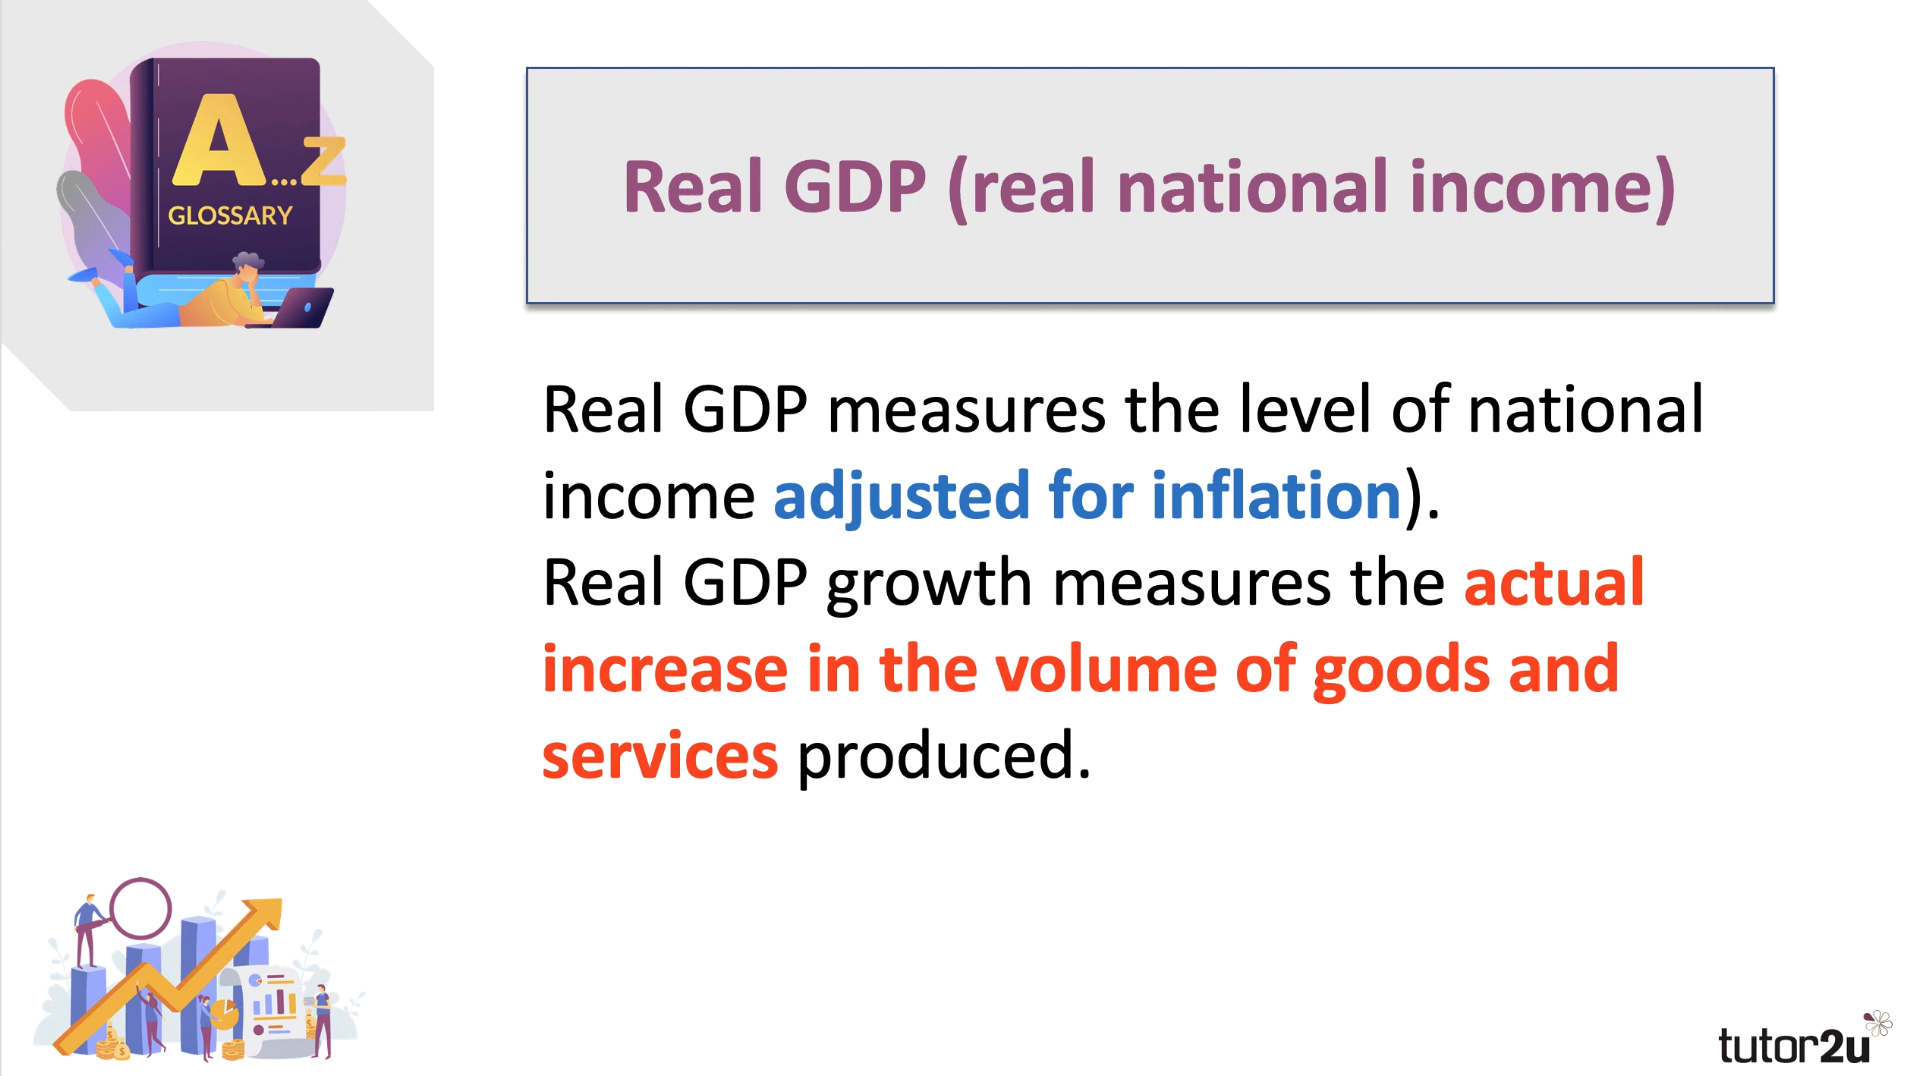 A...Z
GLOSSARY
Real GDP (real national income)
Real GDP measures the level of national
income adjusted for inflation).
Real GDP growth measures the actual
increase in the volume of goods and
services produced.
tutor2u